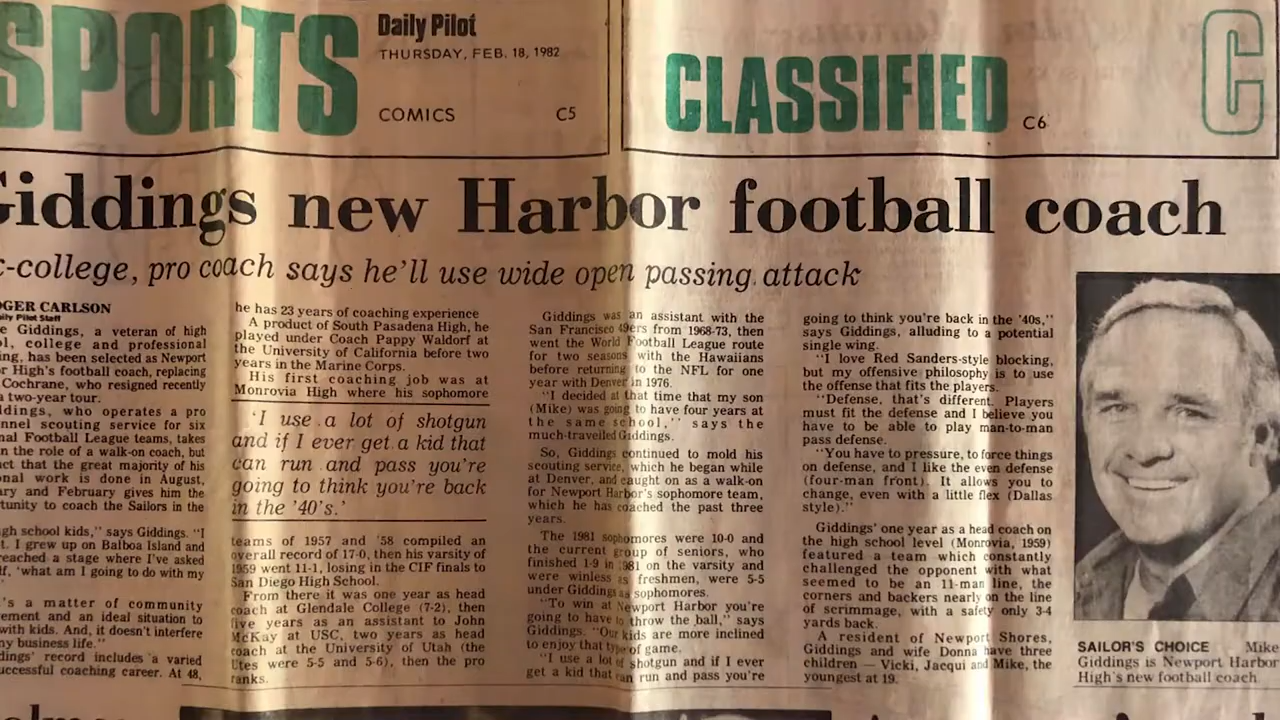 SPORTS
Daily Pilot
THURSDAY, FEB. 18, 1982
COMICS C5
CLASSIFIED C6
C
Giddings new Harbor football coach
c-college, pro coach says he'll use wide open passing attack
OGER CARLSON
ily Pilot Staff
e Giddings, a veteran of high
ol, college and professional
ing, has been selected as Newport
or High's football coach, replacing
Cochrane, who resigned recently
a two-year tour.
ddings, who operates a pro
nnel scouting service for six
nal Football League teams, takes
n the role of a walk-on coach, but
act that the great majority of his
onal work is done in August,
ary and February gives him the
tunity to coach the Sailors in the
gh school kids," says Giddings. "I
t. I grew up on Balboa Island and
reached a stage where I've asked
lf, 'what am I going to do with my
's a matter of community
ement and an ideal situation to
with kids. And, it doesn't interfere
ny business life."
dings' record includes a varied
uccessful coaching career. At 48,
he has 23 years of coaching experience
A product of South Pasadena High, he
played under Coach Pappy Waldorf at
the University of California before two
years in the Marine Corps.
His first coaching job was at
Monrovia High where his sophomore
'I use a lot of shotgun
and if I ever get a kid that
can run and pass you're
going to think you're back
in the '40's.'
teams of 1957 and '58 compiled an
overall record of 17-0, then his varsity of
1959 went 11-1, losing in the CIF finals to
San Diego High School.
From there it was one year as head
coach at Glendale College (7-2), then
five years as an assistant to John
McKay at USC, two years as head
coach at the University of Utah (the
Utes were 5-5 and 5-6), then the pro
ranks.
Giddings was an assistant with the
San Francisco 49ers from 1968-73, then
went the World Football League route
for two seasons with the Hawaiians
before returning to the NFL for one
year with Denver in 1976.
"I decided at that time that my son
(Mike) was going to have four years at
the same school," says the
much-travelled Giddings.
So, Giddings continued to mold his
scouting service, which he began while
at Denver, and caught on as a walk-on
for Newport Harbor's sophomore team,
which he has coached the past three
years.
The 1981 sophomores were 10-0 and
the current group of seniors, who
finished 1-9 in 1981 on the varsity and
were winless as freshmen, were 5-5
under Giddings as sophomores.
"To win at Newport Harbor you're
going to have to throw the ball," says
Giddings. "Our kids are more inclined
to enjoy that type of game.
"I use a lot of shotgun and if I ever
get a kid that can run and pass you're
going to think you're back in the '40s,"
says Giddings, alluding to a potential
single wing.
"I love Red Sanders-style blocking,
but my offensive philosophy is to use
the offense that fits the players.
"Defense, that's different. Players
must fit the defense and I believe you
have to be able to play man-to-man
pass defense.
"You have to pressure, to force things
on defense, and I like the even defense
(four-man front). It allows you to
change, even with a little flex (Dallas
style)."
Giddings' one year as a head coach on
the high school level (Monrovia, 1959)
featured a team which constantly
challenged the opponent with what
seemed to be an 11-man line, the
corners and backers nearly on the line
of scrimmage, with a safety only 3-4
yards back.
A resident of Newport Shores,
Giddings and wife Donna have three
children — Vicki, Jacqui and Mike, the
youngest at 19.
SAILOR'S CHOICE Mike
Giddings is Newport Harbor
High's new football coach.